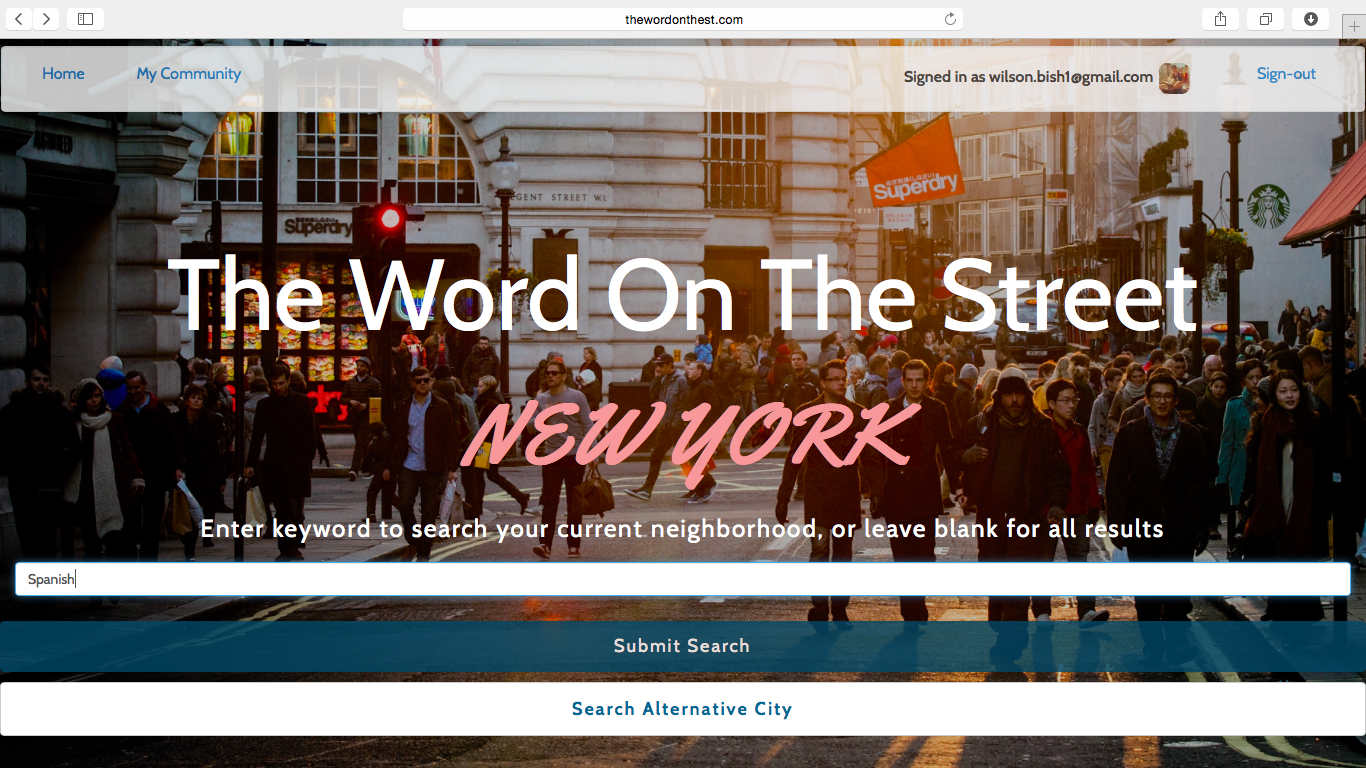 thewordonthest.com
Home
My Community
Signed in as wilson.bish1@gmail.com
Sign-out
Superdry
Superdry
GENT STREET W1
The Word On The Street
NEW YORK
Enter keyword to search your current neighborhood, or leave blank for all results
Spanish
Submit Search
Search Alternative City